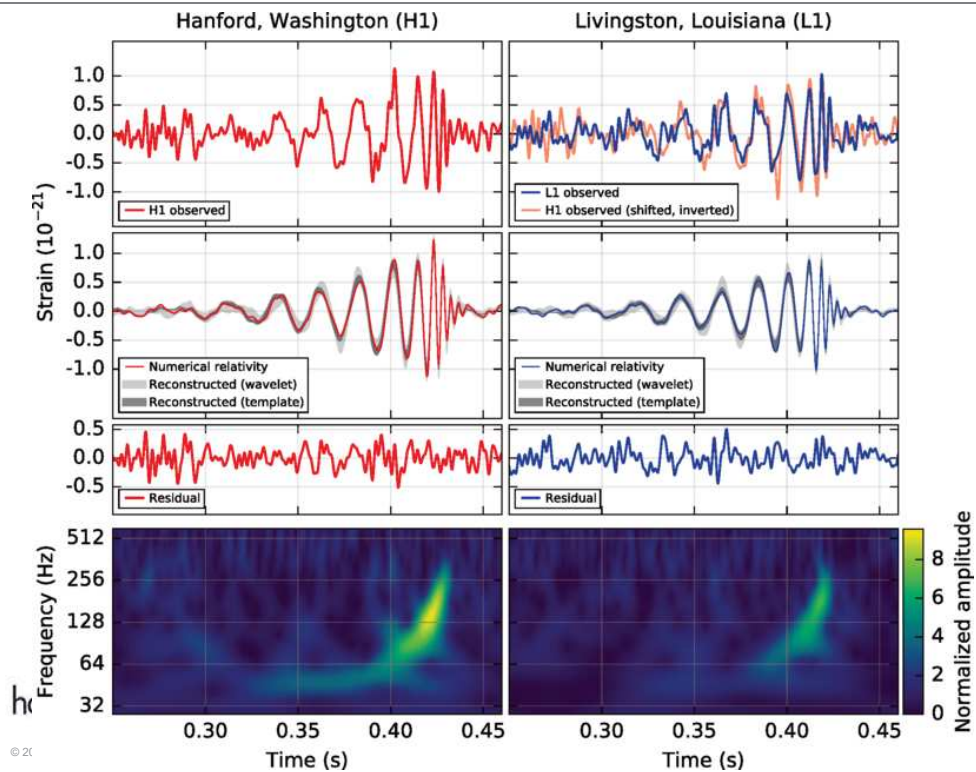 Hanford, Washington (H1)
Livingston, Louisiana (L1)
Strain (10⁻²¹)
1.0
0.5
0.0
-0.5
-1.0
H1 observed
L1 observed
H1 observed (shifted, inverted)
1.0
0.5
0.0
-0.5
-1.0
Numerical relativity
Reconstructed (wavelet)
Reconstructed (template)
Numerical relativity
Reconstructed (wavelet)
Reconstructed (template)
0.5
0.0
-0.5
Residual
Residual
Frequency (Hz)
512
256
128
64
32
Normalized amplitude
8
6
4
2
0
0.30
0.35
0.40
0.45
0.30
0.35
0.40
0.45
Time (s)
Time (s)